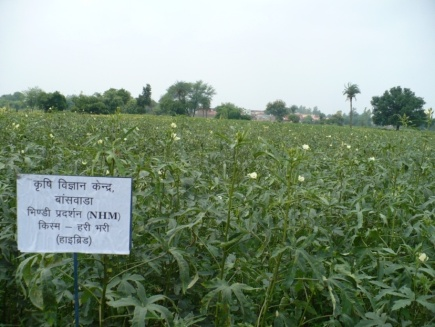 कृषि विज्ञान केन्द्र,
बांसवाडा
भिण्डी प्रदर्शन (NHM)
किस्म – हरी भरी
(हाइब्रिड)